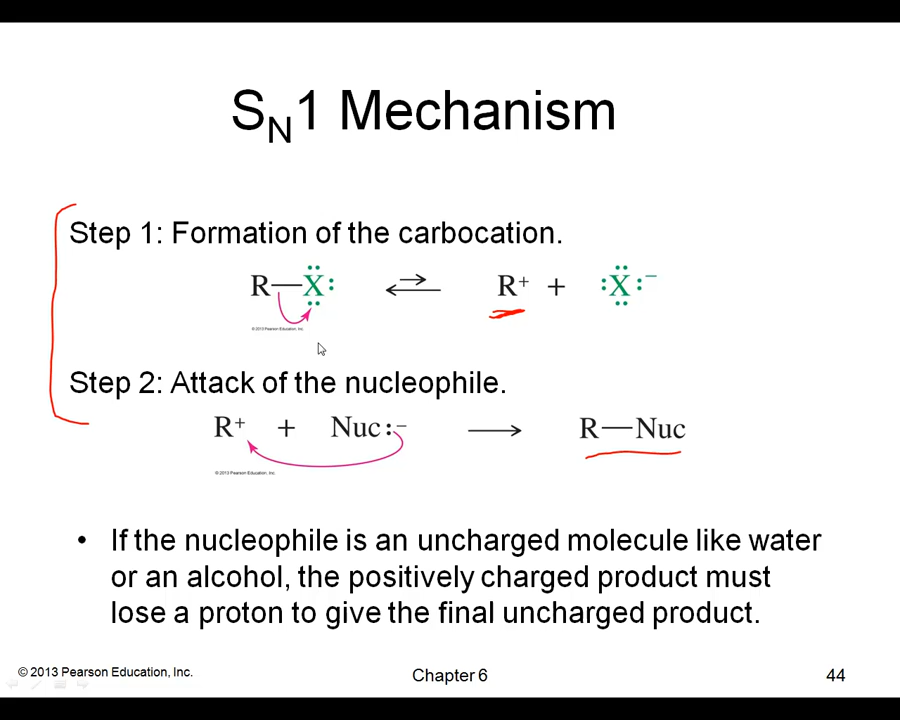 S_N1 Mechanism
Step 1: Formation of the carbocation.
R—X: ⇌ R⁺ + :X:⁻
© 2013 Pearson Education, Inc.
Step 2: Attack of the nucleophile.
R⁺ + Nuc:⁻ → R—Nuc
© 2013 Pearson Education, Inc.
• If the nucleophile is an uncharged molecule like water
or an alcohol, the positively charged product must
lose a proton to give the final uncharged product.
© 2013 Pearson Education, Inc.
Chapter 6
44